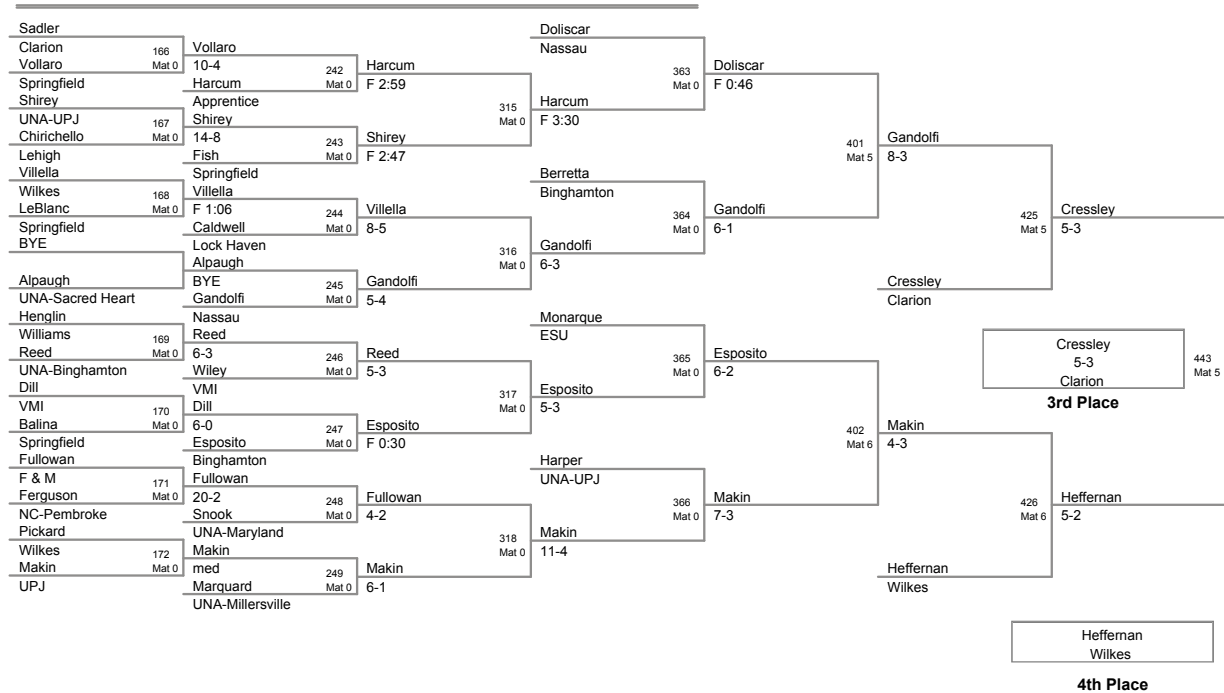 Sadler
Clarion
166
Vollaro
Mat 0
Springfield
Shirey
UNA-UPJ
167
Chirichello
Mat 0
Lehigh
Villella
Wilkes
168
LeBlanc
Mat 0
Springfield
BYE
Alpaugh
UNA-Sacred Heart
Henglin
Williams
169
Reed
Mat 0
UNA-Binghamton
Dill
VMI
170
Balina
Mat 0
Springfield
Fullowan
F & M
171
Ferguson
Mat 0
NC-Pembroke
Pickard
Wilkes
172
Makin
Mat 0
UPJ
Vollaro
10-4
242
Harcum
Mat 0
Apprentice
Shirey
14-8
243
Fish
Mat 0
Springfield
Villella
F 1:06
244
Caldwell
Mat 0
Lock Haven
Alpaugh
BYE
245
Gandolfi
Mat 0
Nassau
Reed
6-3
246
Wiley
Mat 0
VMI
Dill
6-0
247
Esposito
Mat 0
Binghamton
Fullowan
20-2
248
Snook
Mat 0
UNA-Maryland
Makin
med
249
Marquard
Mat 0
UNA-Millersville
Harcum
F 2:59
315
Mat 0
Shirey
F 2:47
Villella
8-5
316
Mat 0
Gandolfi
5-4
Reed
5-3
317
Mat 0
Esposito
F 0:30
Fullowan
4-2
318
Mat 0
Makin
6-1
Doliscar
Nassau
363
Mat 0
Harcum
F 3:30
Berretta
Binghamton
364
Mat 0
Gandolfi
6-3
Monarque
ESU
365
Mat 0
Esposito
5-3
Harper
UNA-UPJ
366
Mat 0
Makin
11-4
Doliscar
F 0:46
401
Mat 5
Gandolfi
6-1
Esposito
6-2
402
Mat 6
Makin
7-3
Gandolfi
8-3
425
Mat 5
Cressley
Clarion
Makin
4-3
426
Mat 6
Heffernan
Wilkes
Cressley
5-3
Cressley
5-3
Clarion
443
Mat 5
3rd Place
Heffernan
5-2
Heffernan
Wilkes
4th Place